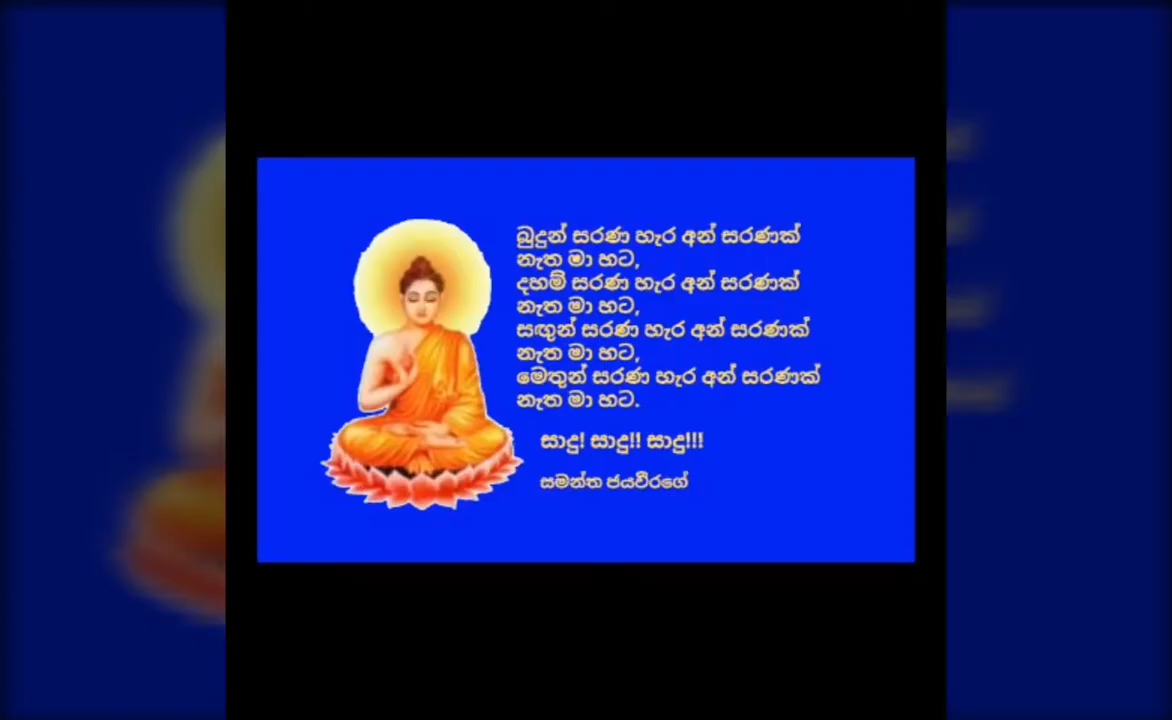 බුදුන් සරණ හැර අන් සරණක්
නැත මා හට,
දහම් සරණ හැර අන් සරණක්
නැත මා හට,
සඟුන් සරණ හැර අන් සරණක්
නැත මා හට,
මෙතුන් සරණ හැර අන් සරණක්
නැත මා හට.
සාදු! සාදු!! සාදු!!!
සමන්ත ජයවීරගේ